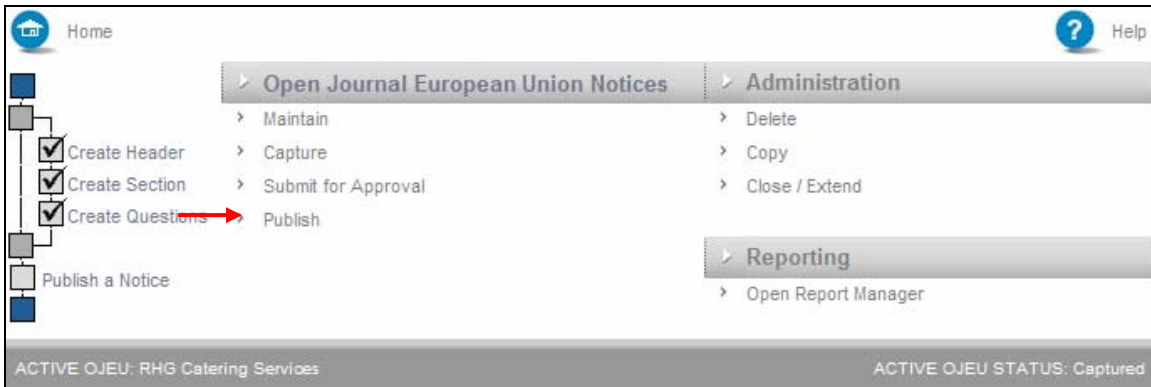 Home
? Help
Create Header
Create Section
Create Questions
Publish a Notice
Open Journal European Union Notices
Maintain
Capture
Submit for Approval
Publish
Administration
Delete
Copy
Close / Extend
Reporting
Open Report Manager
ACTIVE OJEU: RHG Catering Services
ACTIVE OJEU STATUS: Captured